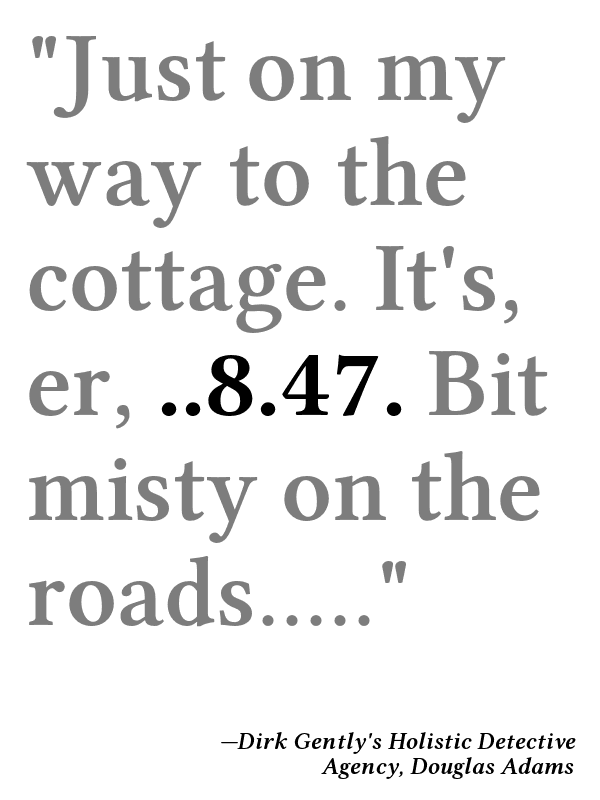 "Just on my
way to the
cottage. It's,
er, ..8.47. Bit
misty on the
roads....."
—Dirk Gently's Holistic Detective
Agency, Douglas Adams